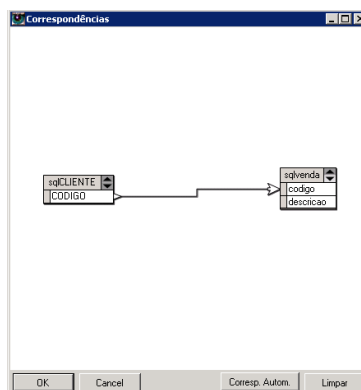 Correspondências
sqlCLIENTE
CODIGO
sqlvenda
codigo
descricao
OK
Cancel
Corresp. Autom.
Limpar